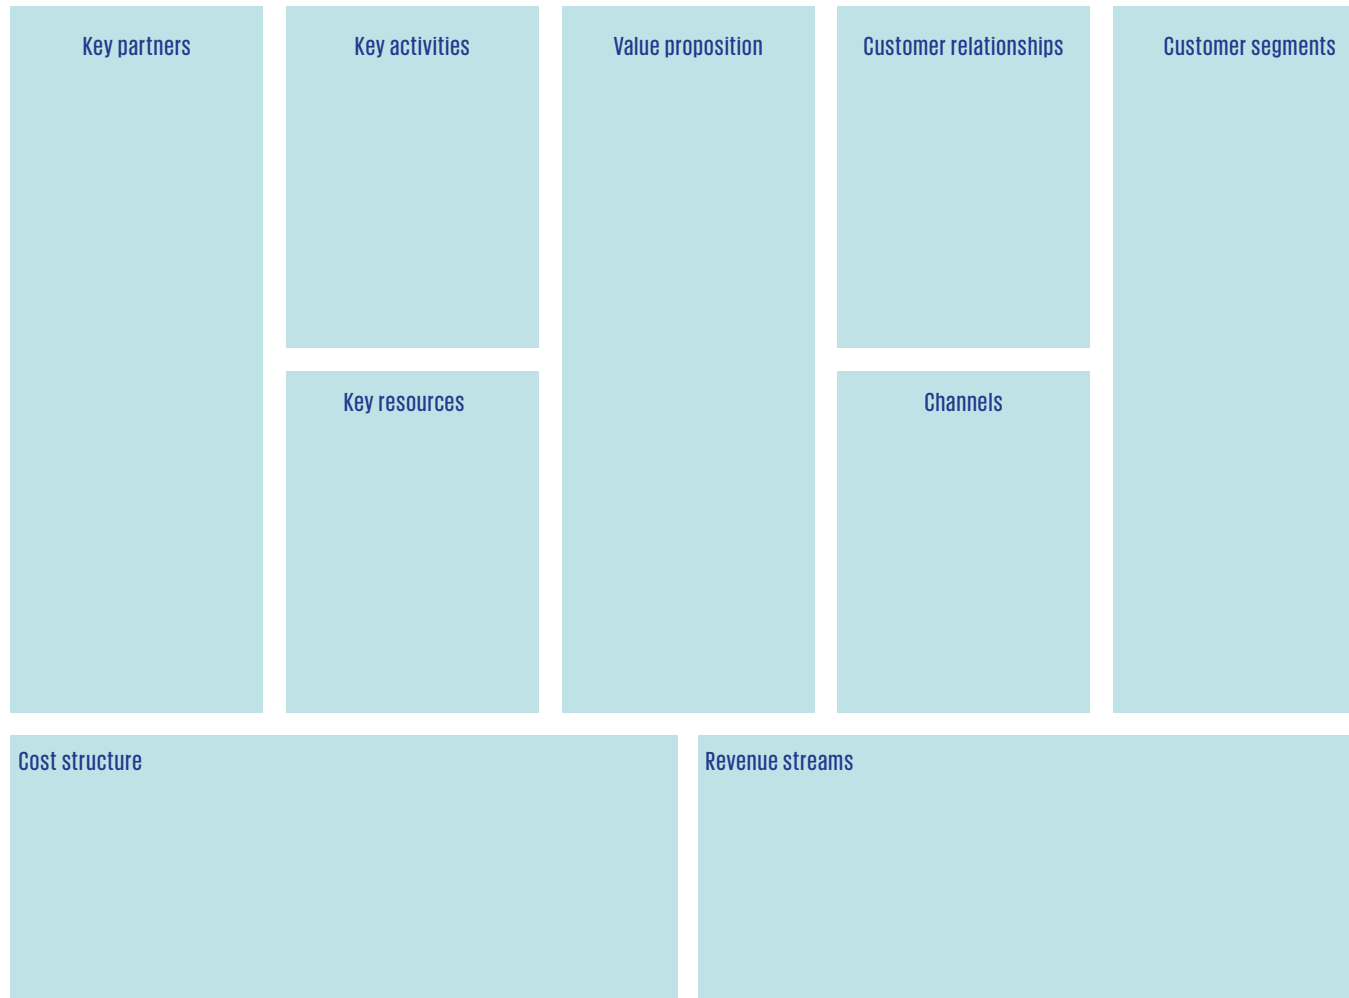 Key partners
Key activities
Value proposition
Customer relationships
Customer segments
Key resources
Channels
Cost structure
Revenue streams